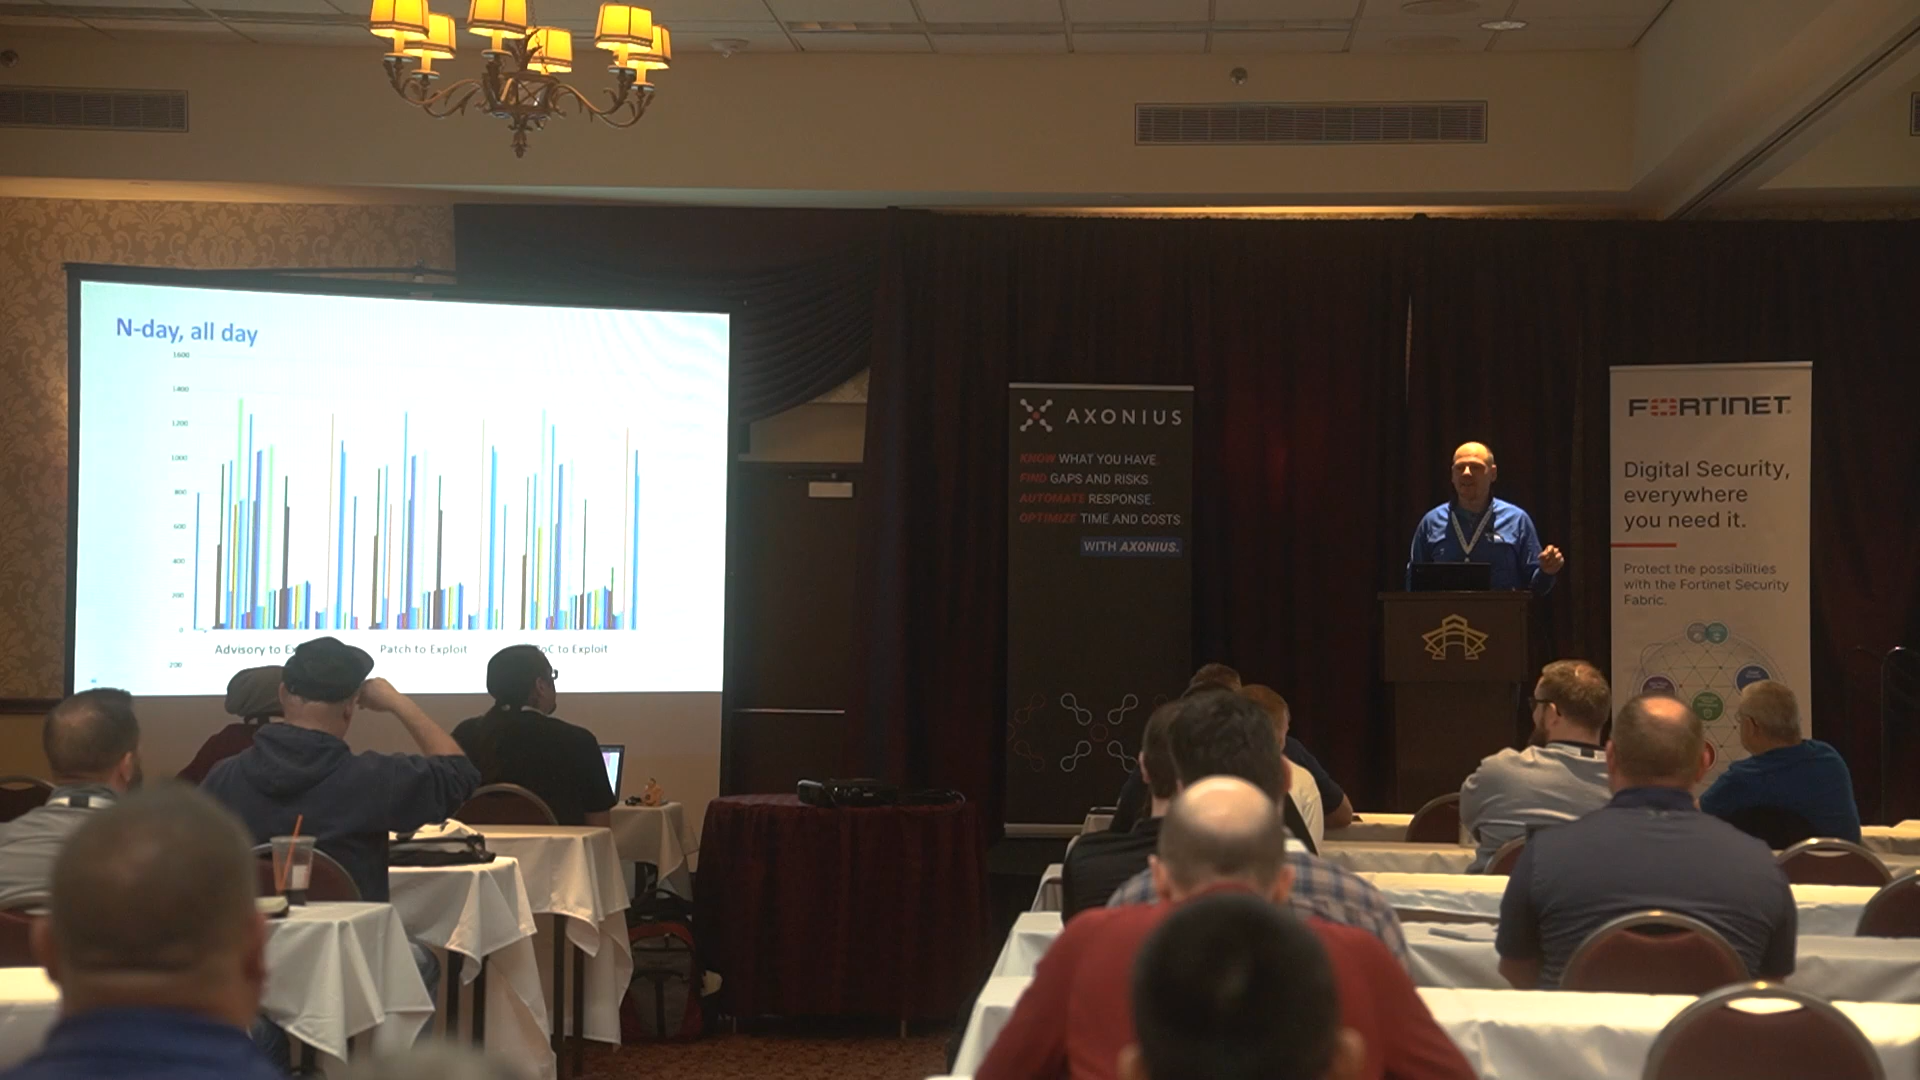 N-day, all day
1600
1400
1200
1000
800
600
400
200
0
200
Advisory to Ex
Patch to Exploit
oC to Exploit
AXONIUS
KNOW WHAT YOU HAVE.
FIND GAPS AND RISKS.
AUTOMATE RESPONSE.
OPTIMIZE TIME AND COSTS
WITH AXONIUS.
FORTINET
Digital Security,
everywhere
you need it.
Protect the possibilities
with the Fortinet Security
Fabric.